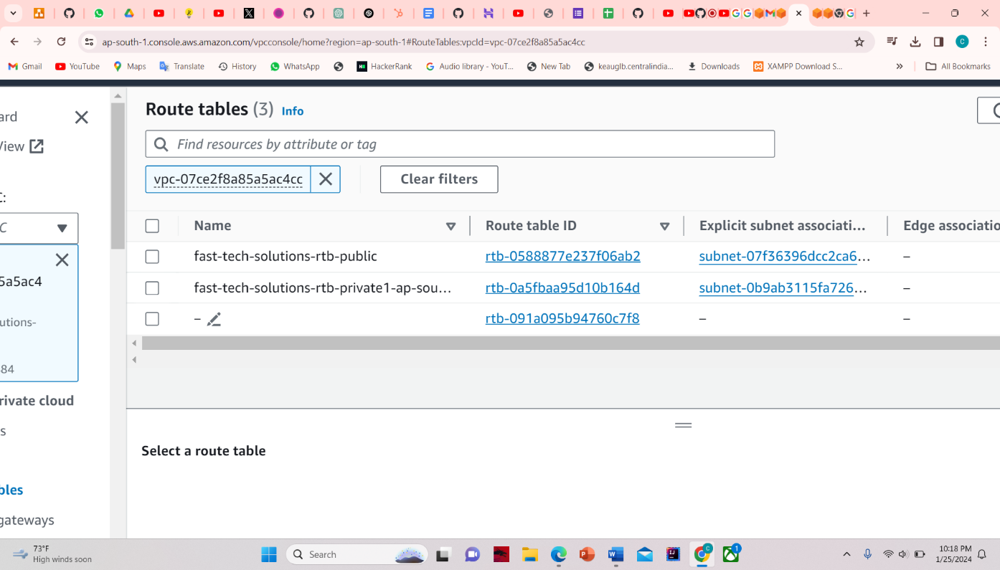 ap-south-1.console.aws.amazon.com/vpcconsole/home?region=ap-south-1#RouteTables:vpcId=vpc-07ce2f8a85a5ac4cc
C
Gmail YouTube Maps Translate History WhatsApp HackerRank Audio library - YouT... New Tab keauglb.centralindia... Downloads XAMPP Download S... » All Bookmarks
ard
View
C:
C
5a5ac4
utions-
484
rivate cloud
s
bles
gateways
Route tables (3) Info
Find resources by attribute or tag
vpc-07ce2f8a85a5ac4cc Clear filters
Name Route table ID Explicit subnet associati... Edge associatio
fast-tech-solutions-rtb-public rtb-0588877e237f06ab2 subnet-07f36396dcc2ca6... –
fast-tech-solutions-rtb-private1-ap-sou... rtb-0a5fbaa95d10b164d subnet-0b9ab3115fa726... –
– rtb-091a095b94760c7f8 – –
Select a route table
73°F
High winds soon
Search
10:18 PM
1/25/2024